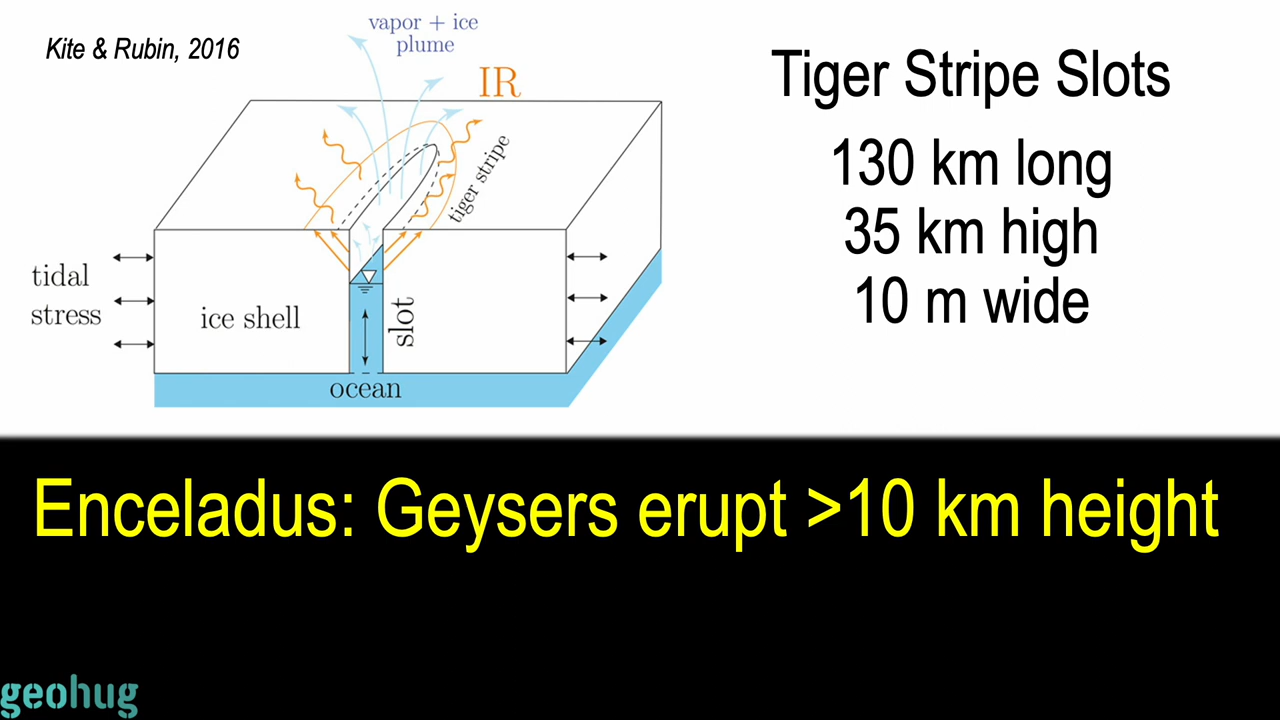 Kite & Rubin, 2016
vapor + ice
plume
IR
tiger stripe
tidal
stress
ice shell
slot
ocean
Tiger Stripe Slots
130 km long
35 km high
10 m wide
Enceladus: Geysers erupt >10 km height
geohug